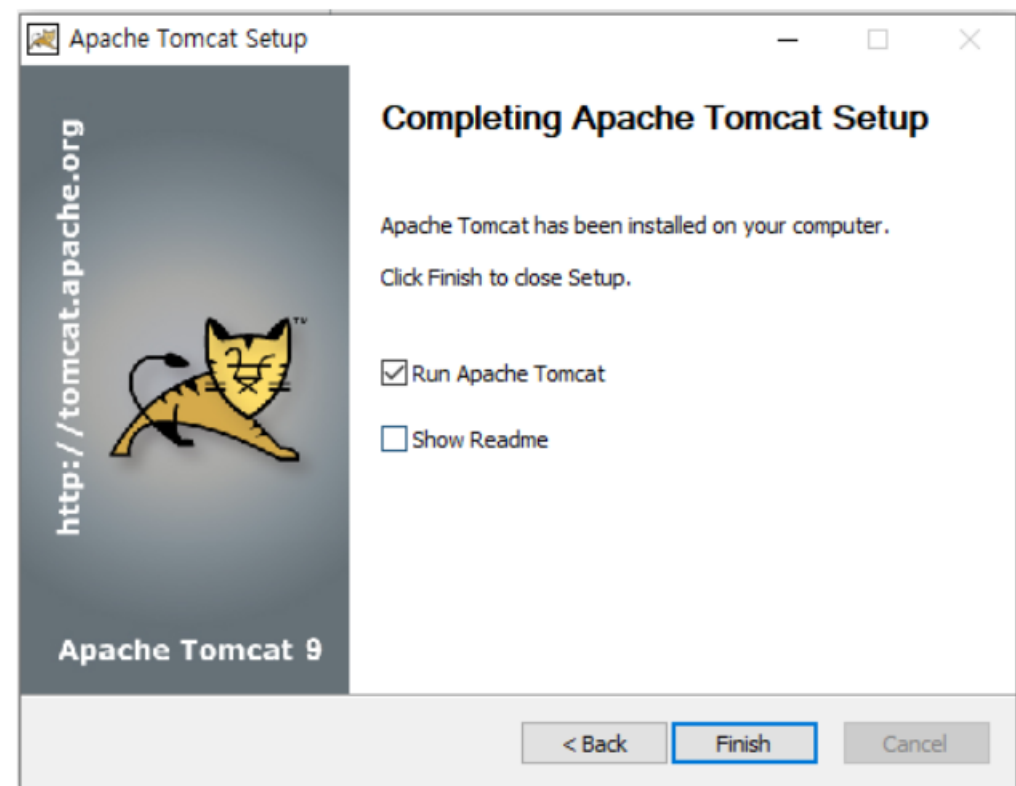 Apache Tomcat Setup
http://tomcat.apache.org
TM
Apache Tomcat 9
Completing Apache Tomcat Setup
Apache Tomcat has been installed on your computer.
Click Finish to close Setup.
Run Apache Tomcat
Show Readme
< Back
Finish
Cancel